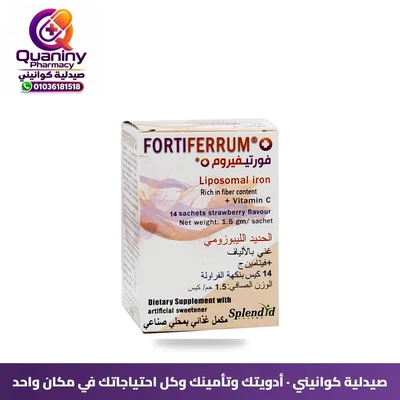 Quaniny
Pharmacy
صيدلية كوانيني
01036181518
FORTIFERRUM®
فورتيفيروم®
Liposomal iron
Rich in fiber content
+ Vitamin C
14 sachets strawberry flavour
Net weight: 1.5 gm/ sachet
الحديد الليبوزومي
غني بالألياف
+فيتامين ج
14 كيس بنكهة الفراولة
الوزن الصافي: 1.5 جم/ كيس
Dietary Supplement with
artificial sweetener
مكمل غذائي بمحلي صناعي
Splendid
صيدلية كوانيني - أدويتك وتأمينك وكل احتياجاتك في مكان واحد